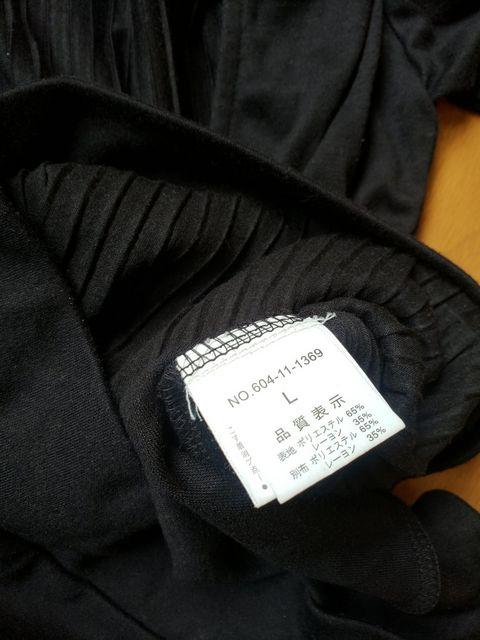 NO.604-11-1369
L
品質表示
表地 ポリエステル 65%
レーヨン 35%
別布 ポリエステル 65%
レーヨン 35%